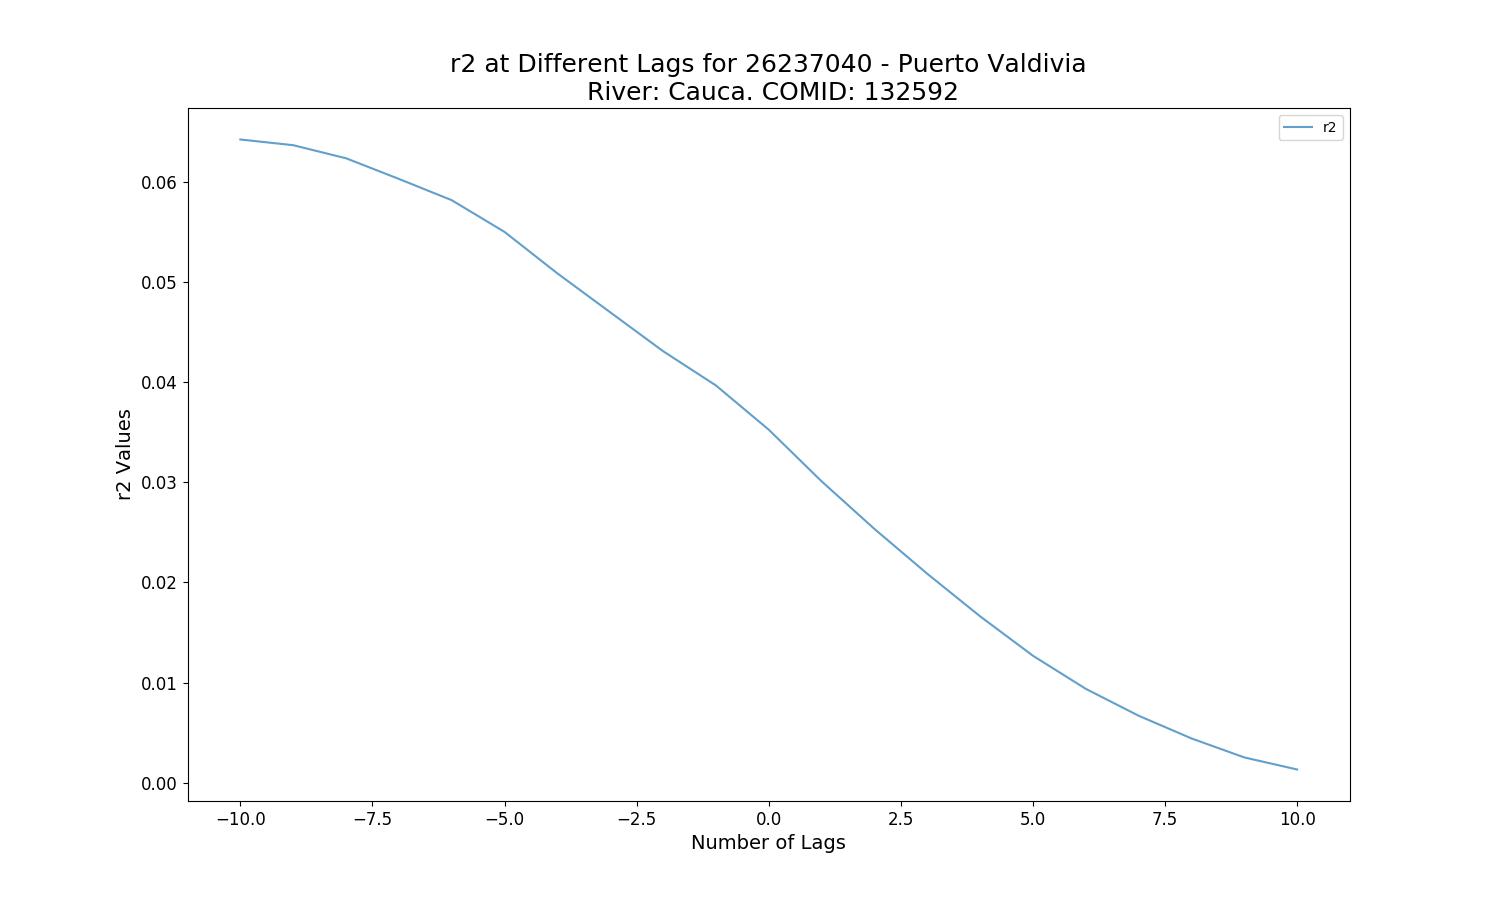 r2 at Different Lags for 26237040 - Puerto Valdivia
River: Cauca. COMID: 132592
r2
0.06
0.05
0.04
0.03
0.02
0.01
0.00
r2 Values
−10.0 −7.5 −5.0 −2.5 0.0 2.5 5.0 7.5 10.0
Number of Lags